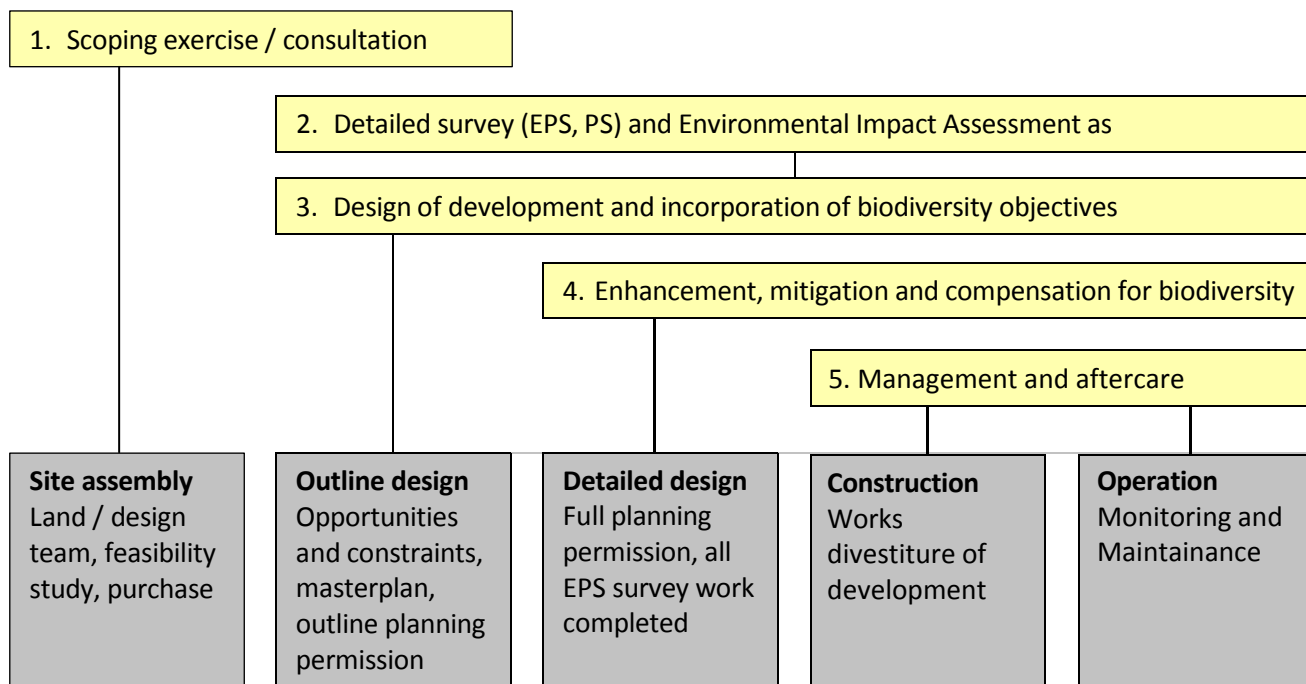 1. Scoping exercise / consultation
2. Detailed survey (EPS, PS) and Environmental Impact Assessment as
3. Design of development and incorporation of biodiversity objectives
4. Enhancement, mitigation and compensation for biodiversity
5. Management and aftercare
Site assembly
Land / design
team, feasibility
study, purchase
Outline design
Opportunities
and constraints,
masterplan,
outline planning
permission
Detailed design
Full planning
permission, all
EPS survey work
completed
Construction
Works
divestiture of
development
Operation
Monitoring and
Maintainance